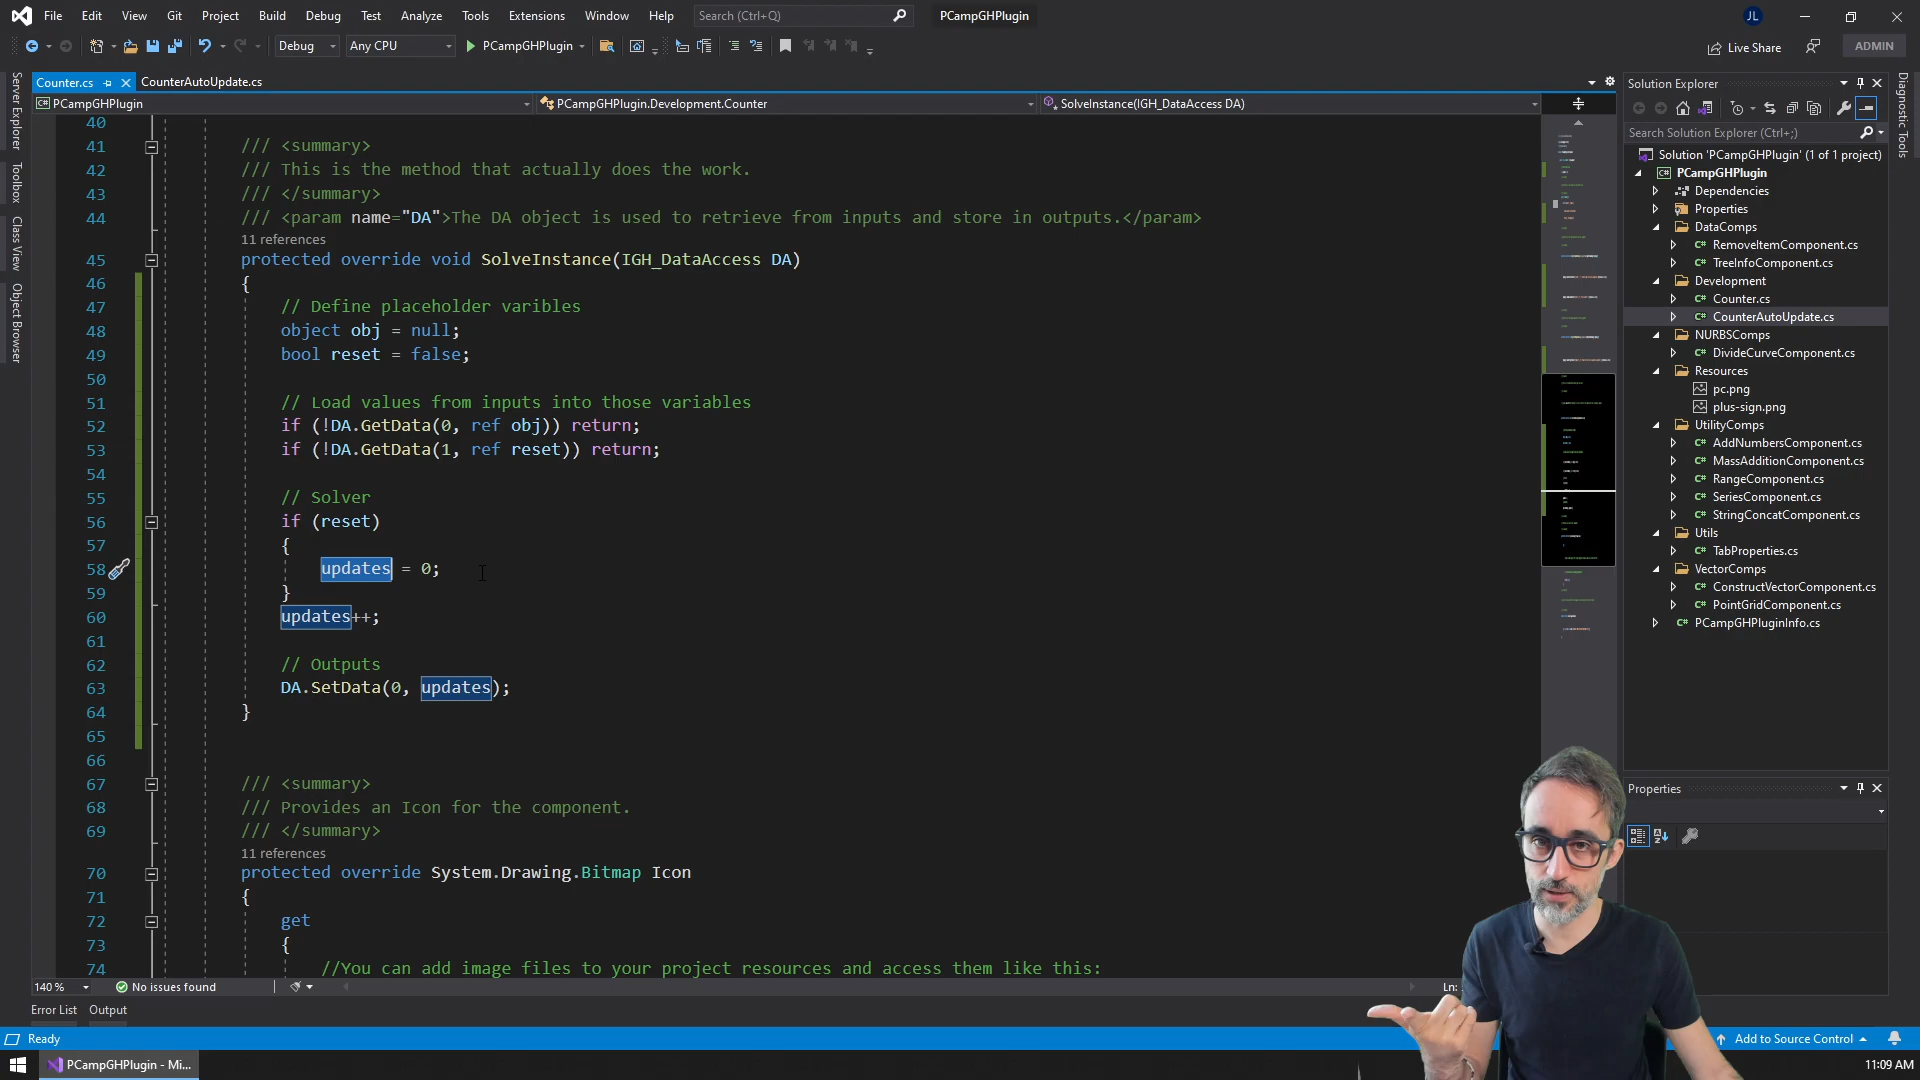 File Edit View Git Project Build Debug Test Analyze Tools Extensions Window Help Search (Ctrl+Q) PCampGHPlugin JL
Debug Any CPU PCampGHPlugin Live Share ADMIN
Counter.cs CounterAutoUpdate.cs
PCampGHPlugin PCampGHPlugin.Development.Counter SolveInstance(IGH_DataAccess DA)
Server Explorer
Toolbox
Class View
Object Browser
40
41 /// <summary>
42 /// This is the method that actually does the work.
43 /// </summary>
44 /// <param name="DA">The DA object is used to retrieve from inputs and store in outputs.</param>
11 references
45 protected override void SolveInstance(IGH_DataAccess DA)
46 {
47 // Define placeholder varibles
48 object obj = null;
49 bool reset = false;
50
51 // Load values from inputs into those variables
52 if (!DA.GetData(0, ref obj)) return;
53 if (!DA.GetData(1, ref reset)) return;
54
55 // Solver
56 if (reset)
57 {
58 updates = 0;
59 }
60 updates++;
61
62 // Outputs
63 DA.SetData(0, updates);
64 }
65
66
67 /// <summary>
68 /// Provides an Icon for the component.
69 /// </summary>
11 references
70 protected override System.Drawing.Bitmap Icon
71 {
72 get
73 {
74 //You can add image files to your project resources and access them like this:
140 % No issues found Ln:
Error List Output
Ready Add to Source Control
PCampGHPlugin - Mi... 11:09 AM
Solution Explorer
Search Solution Explorer (Ctrl+;)
Solution 'PCampGHPlugin' (1 of 1 project)
C# PCampGHPlugin
Dependencies
Properties
DataComps
C# RemoveItemComponent.cs
C# TreeInfoComponent.cs
Development
C# Counter.cs
C# CounterAutoUpdate.cs
NURBSComps
C# DivideCurveComponent.cs
Resources
pc.png
plus-sign.png
UtilityComps
C# AddNumbersComponent.cs
C# MassAdditionComponent.cs
C# RangeComponent.cs
C# SeriesComponent.cs
C# StringConcatComponent.cs
Utils
C# TabProperties.cs
VectorComps
C# ConstructVectorComponent.cs
C# PointGridComponent.cs
C# PCampGHPluginInfo.cs
Properties
Diagnostic Tools